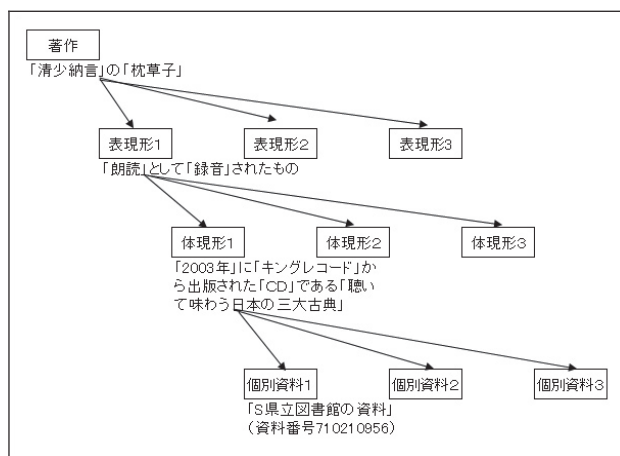 著作
「清少納言」の「枕草子」
表現形1 表現形2 表現形3
「朗読」として「録音」されたもの
体現形1 体現形2 体現形3
「2003年」に「キングレコード」か
ら出版された「CD」である「聴い
て味わう日本の三大古典」
個別資料1 個別資料2 個別資料3
「S県立図書館の資料」
(資料番号710210956)